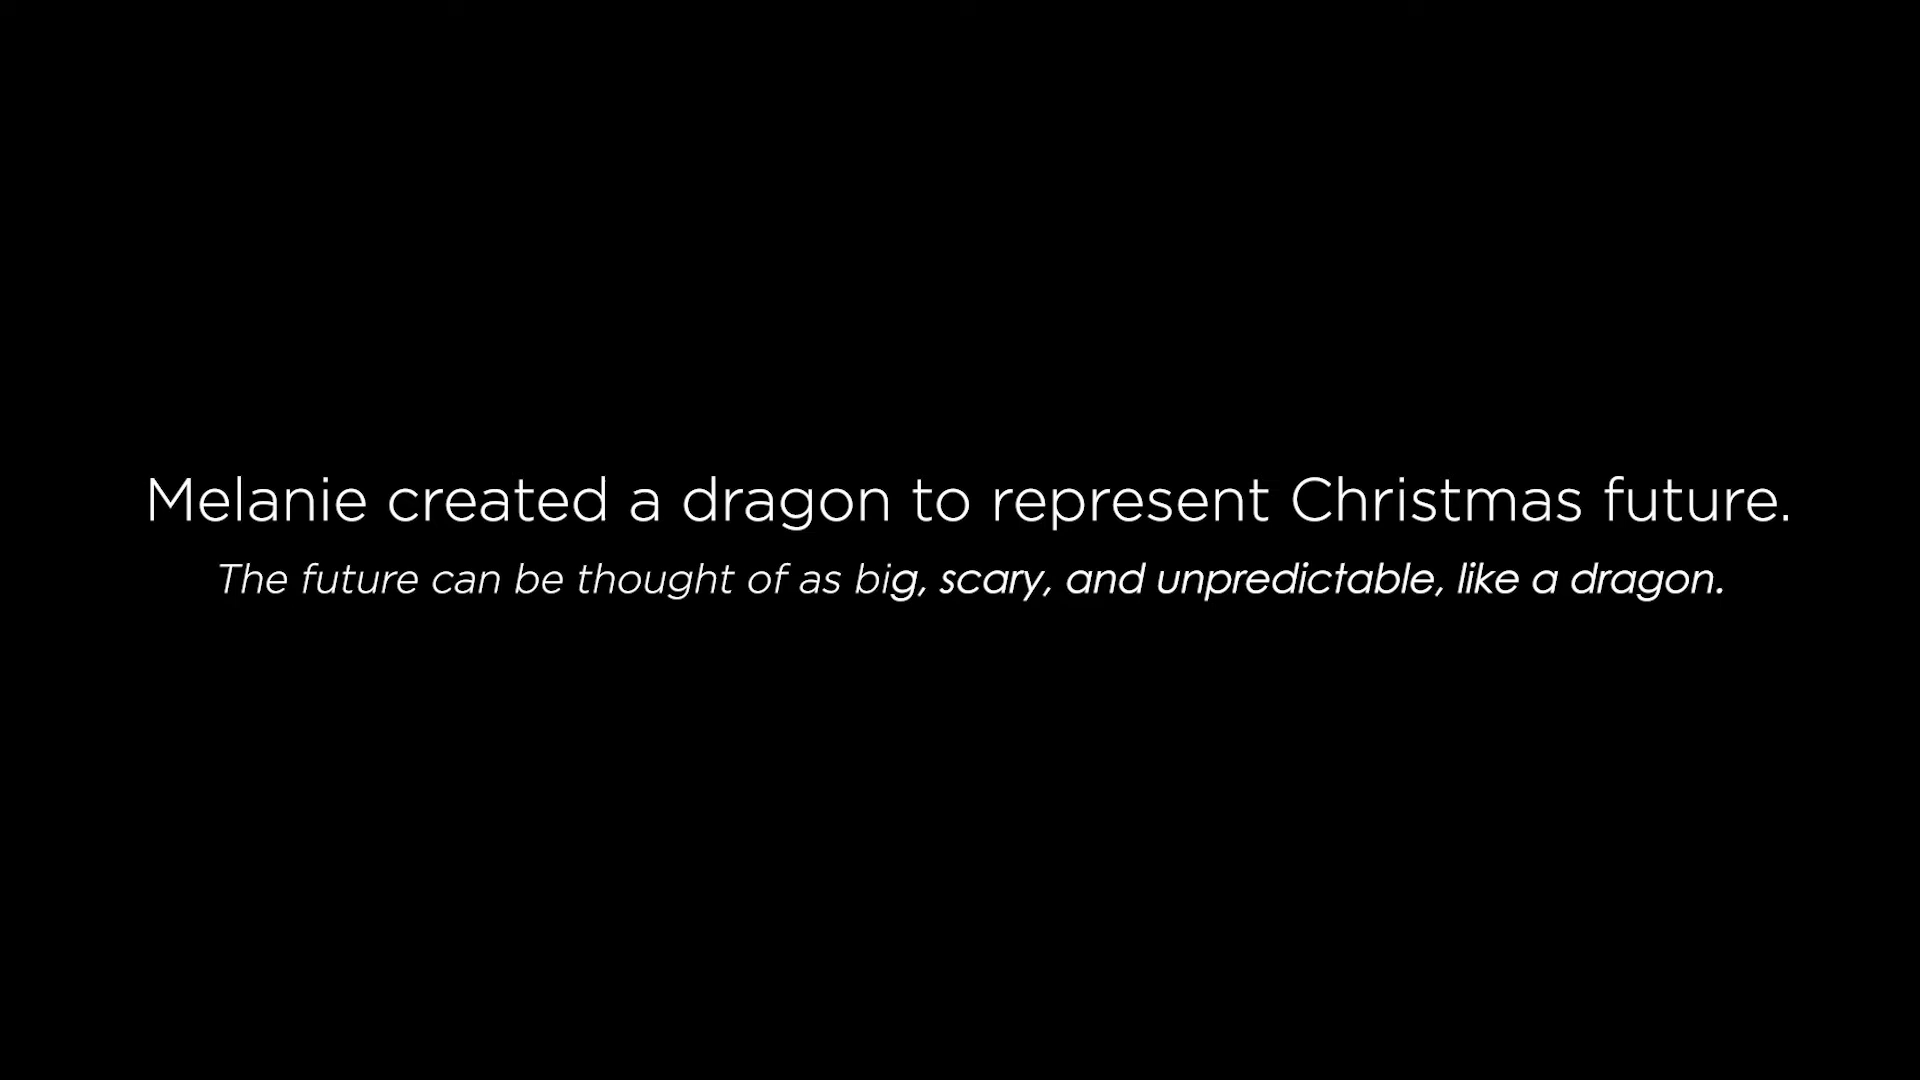 Melanie created a dragon to represent Christmas future.
The future can be thought of as big, scary, and unpredictable, like a dragon.